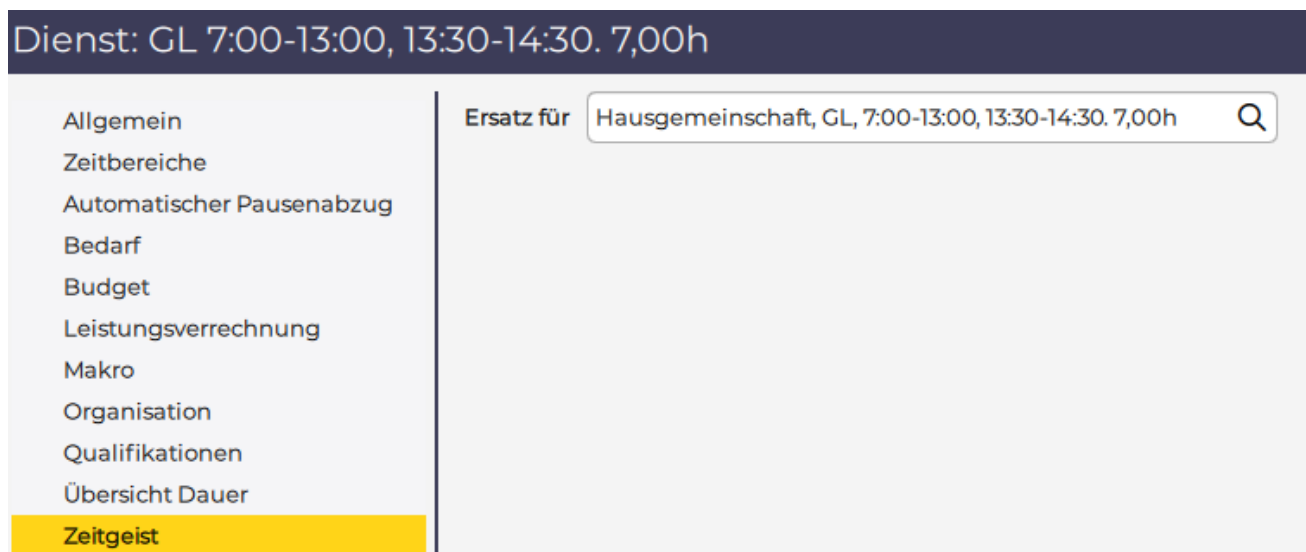 Dienst: GL 7:00-13:00, 13:30-14:30. 7,00h
Allgemein
Zeitbereiche
Automatischer Pausenabzug
Bedarf
Budget
Leistungsverrechnung
Makro
Organisation
Qualifikationen
Übersicht Dauer
Zeitgeist
Ersatz für Hausgemeinschaft, GL, 7:00-13:00, 13:30-14:30. 7,00h